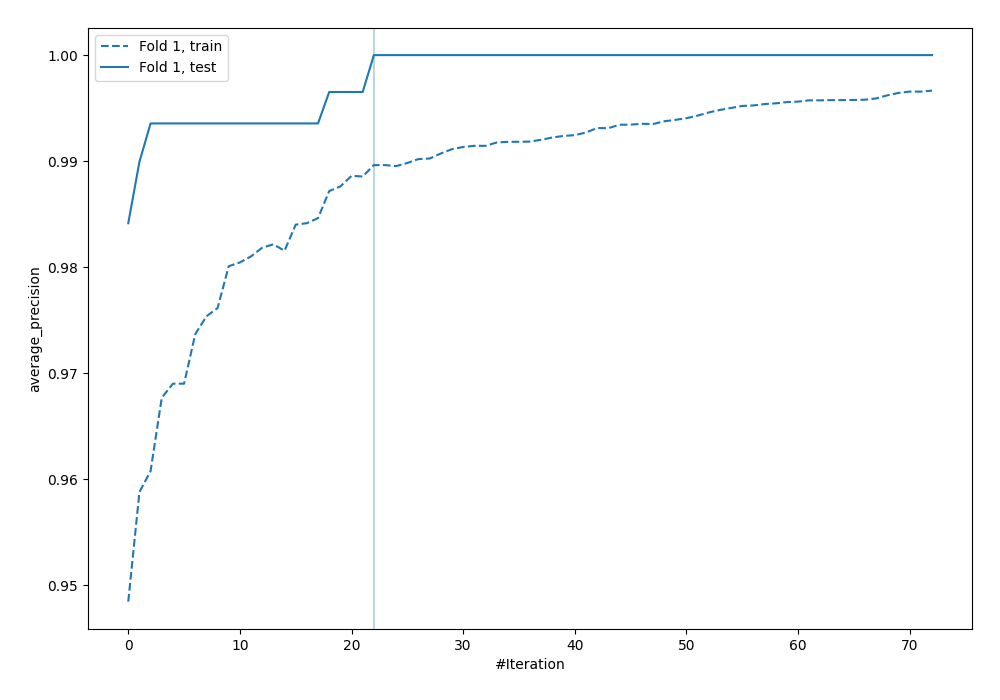 Fold 1, train
Fold 1, test
1.00
0.99
0.98
0.97
0.96
0.95
average_precision
0 10 20 30 40 50 60 70
#Iteration